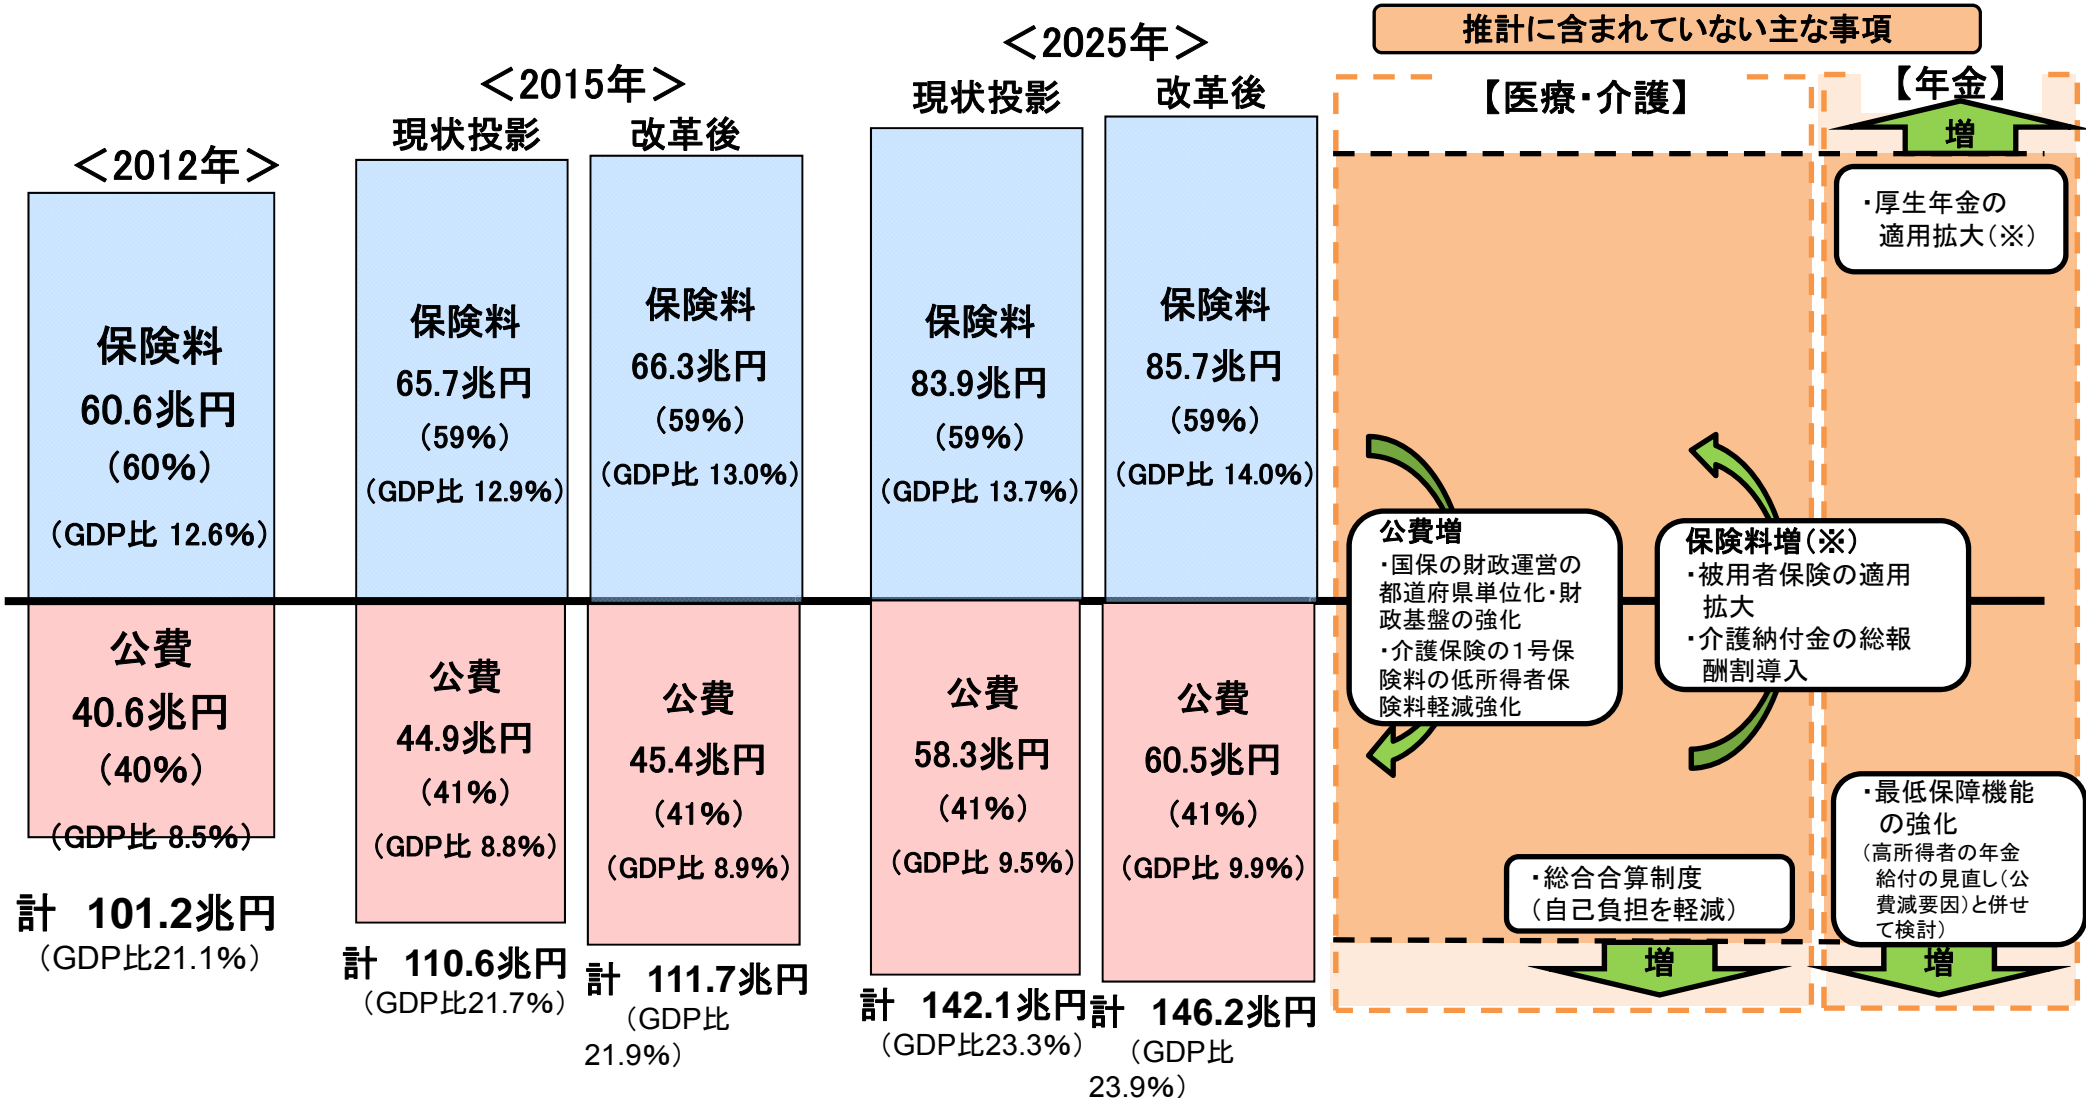 ＜2012年＞
保険料
60.6兆円
（60%）
（GDP比 12.6%）
公費
40.6兆円
（40%）
（GDP比 8.5%）
計 101.2兆円
（GDP比21.1%）
＜2015年＞
現状投影
保険料
65.7兆円
（59%）
（GDP比 12.9%）
公費
44.9兆円
（41%）
（GDP比 8.8%）
計 110.6兆円
（GDP比21.7%）
改革後
保険料
66.3兆円
（59%）
（GDP比 13.0%）
公費
45.4兆円
（41%）
（GDP比 8.9%）
計 111.7兆円
（GDP比
21.9%）
＜2025年＞
現状投影
保険料
83.9兆円
（59%）
（GDP比 13.7%）
公費
58.3兆円
（41%）
（GDP比 9.5%）
計 142.1兆円
（GDP比23.3%）
改革後
保険料
85.7兆円
（59%）
（GDP比 14.0%）
公費
60.5兆円
（41%）
（GDP比 9.9%）
計 146.2兆円
（GDP比
23.9%）
推計に含まれていない主な事項
【医療・介護】
公費増
・国保の財政運営の
都道府県単位化・財
政基盤の強化
・介護保険の１号保
険料の低所得者保
険料軽減強化
保険料増（※）
・被用者保険の適用
拡大
・介護納付金の総報
酬割導入
・総合合算制度
（自己負担を軽減）
増
【年金】
増
・厚生年金の
適用拡大（※）
・最低保障機能
の強化
（高所得者の年金
給付の見直し（公
費減要因）と併せ
て検討）
増